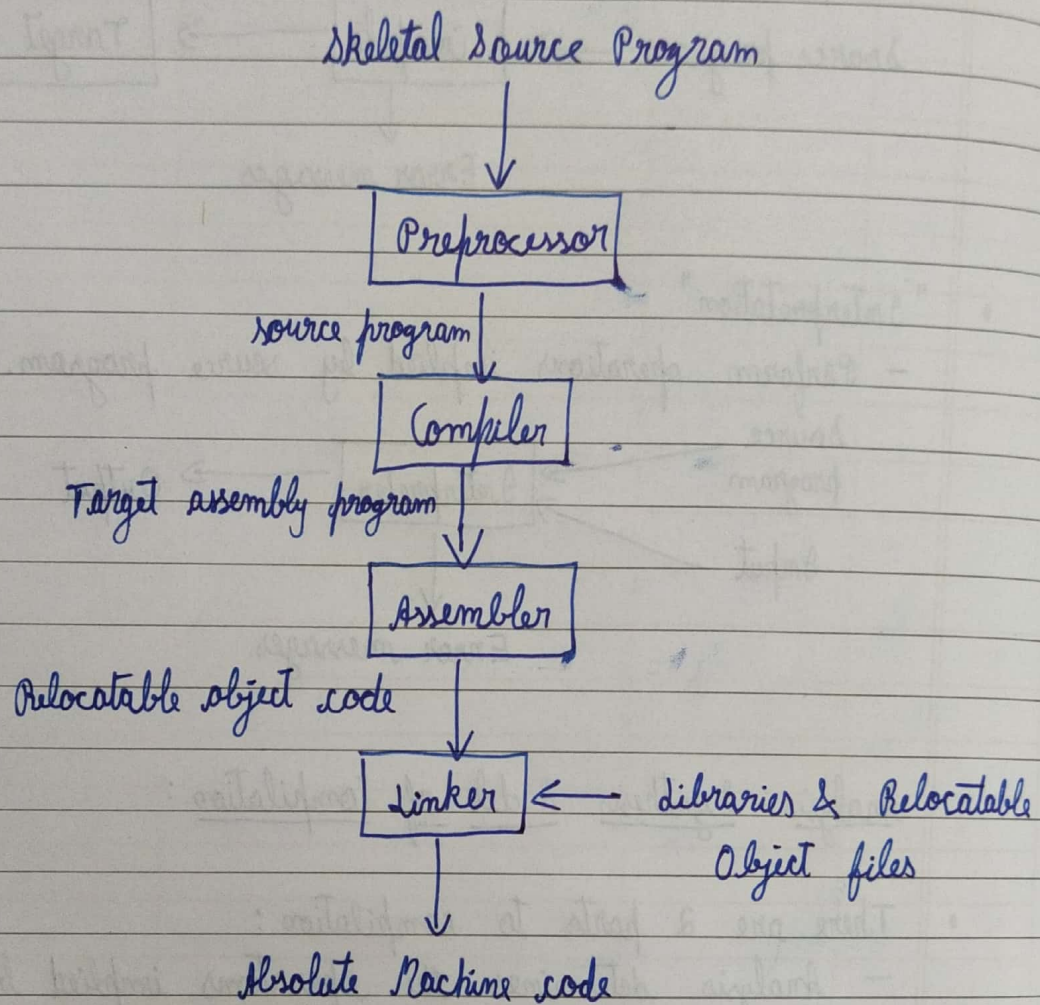 Skeletal Source Program
Preprocessor
source program
Compiler
Target assembly program
Assembler
Relocatable object code
Linker
Libraries & Relocatable
Object files
Absolute Machine code